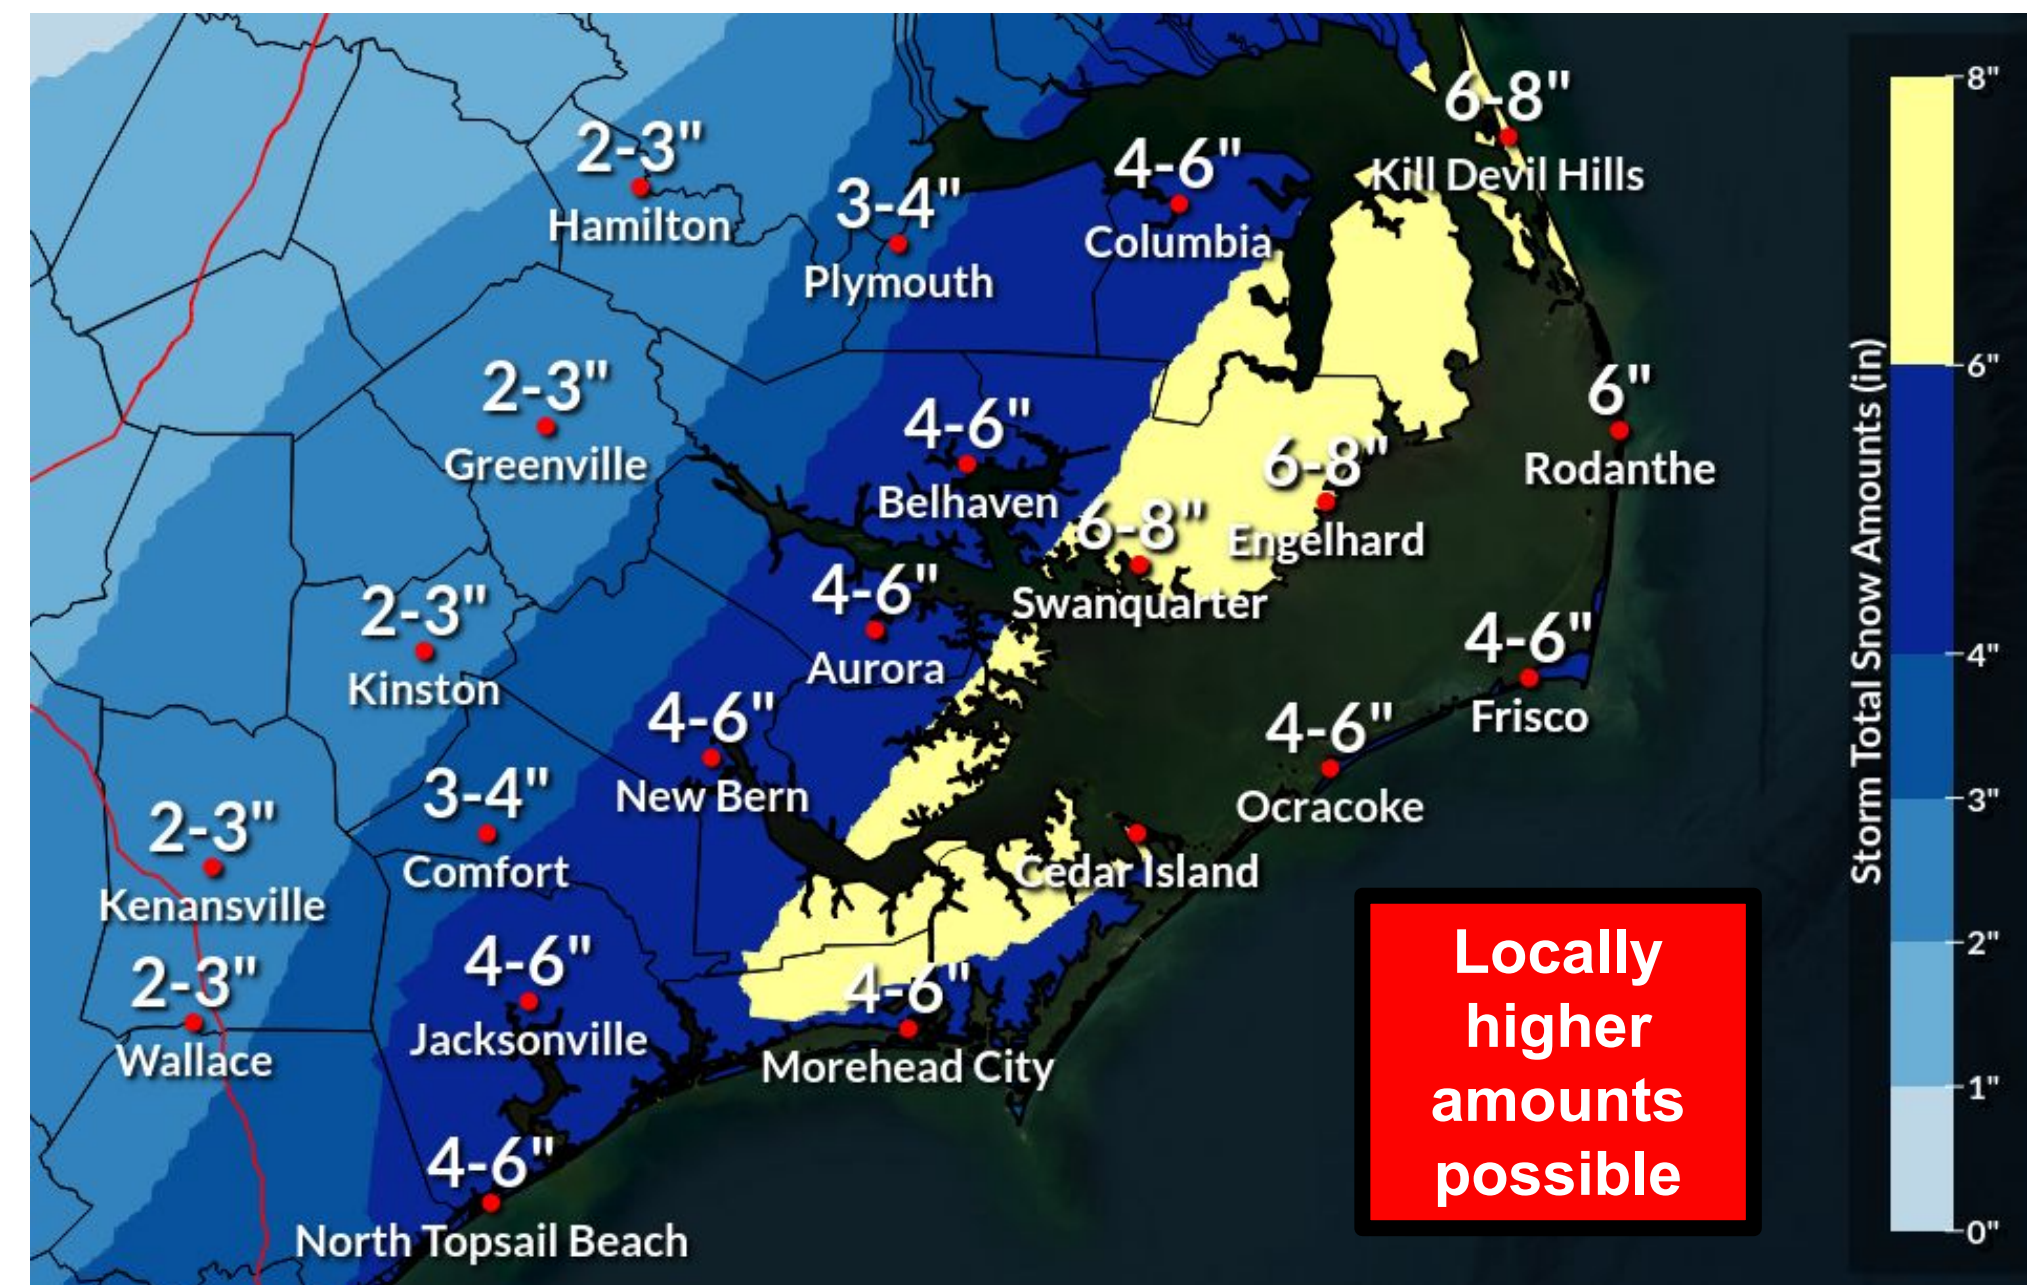 6-8"
Kill Devil Hills
2-3"
Hamilton
4-6"
Columbia
3-4"
Plymouth
2-3"
Greenville
6"
Rodanthe
4-6"
Belhaven
6-8"
Engelhard
6-8"
Swanquarter
4-6"
Aurora
2-3"
Kinston
4-6"
Frisco
4-6"
New Bern
4-6"
Ocracoke
3-4"
Comfort
Cedar Island
2-3"
Kenansville
4-6"
Jacksonville
2-3"
Wallace
4-6"
Morehead City
4-6"
North Topsail Beach
Locally
higher
amounts
possible
Storm Total Snow Amounts (in)
8"
6"
4"
3"
2"
1"
0"